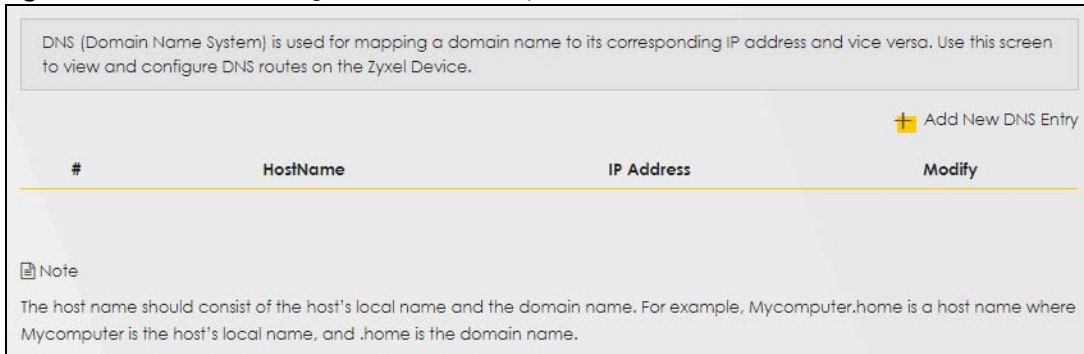 DNS (Domain Name System) is used for mapping a domain name to its corresponding IP address and vice versa. Use this screen
to view and configure DNS routes on the Zyxel Device.
Add New DNS Entry
# HostName IP Address Modify
Note
The host name should consist of the host's local name and the domain name. For example, Mycomputer.home is a host name where
Mycomputer is the host's local name, and .home is the domain name.